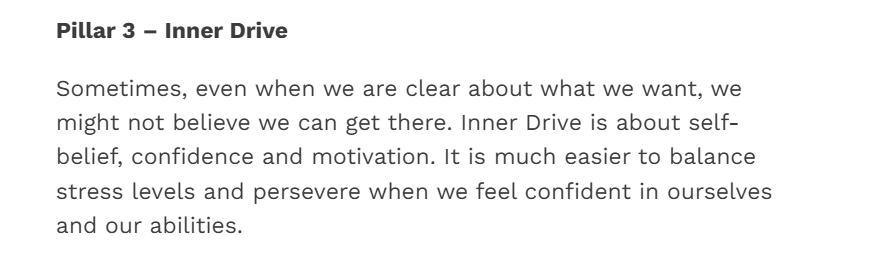 Pillar 3 – Inner Drive
Sometimes, even when we are clear about what we want, we
might not believe we can get there. Inner Drive is about self-
belief, confidence and motivation. It is much easier to balance
stress levels and persevere when we feel confident in ourselves
and our abilities.